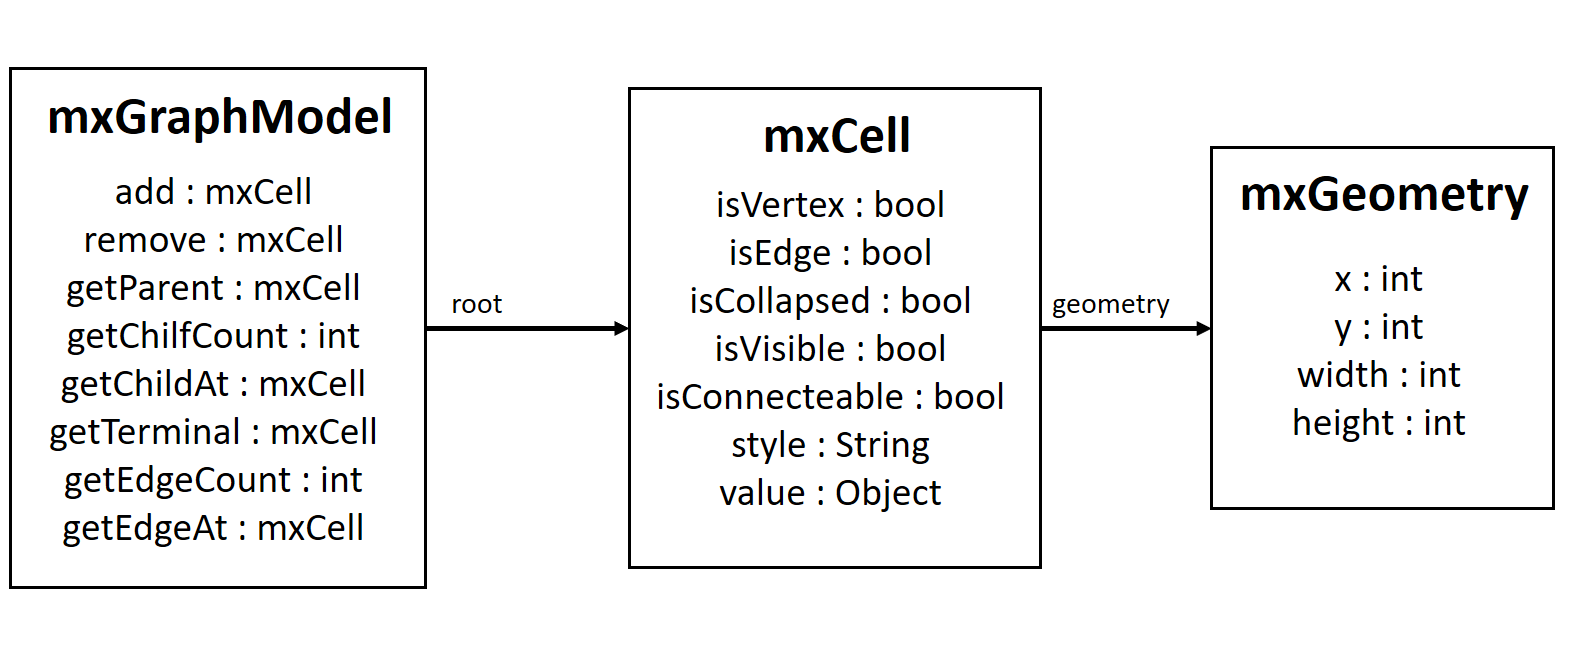 mxGraphModel
add : mxCell
remove : mxCell
getParent : mxCell
getChilfCount : int
getChildAt : mxCell
getTerminal : mxCell
getEdgeCount : int
getEdgeAt : mxCell
root
mxCell
isVertex : bool
isEdge : bool
isCollapsed : bool
isVisible : bool
isConnecteable : bool
style : String
value : Object
geometry
mxGeometry
x : int
y : int
width : int
height : int